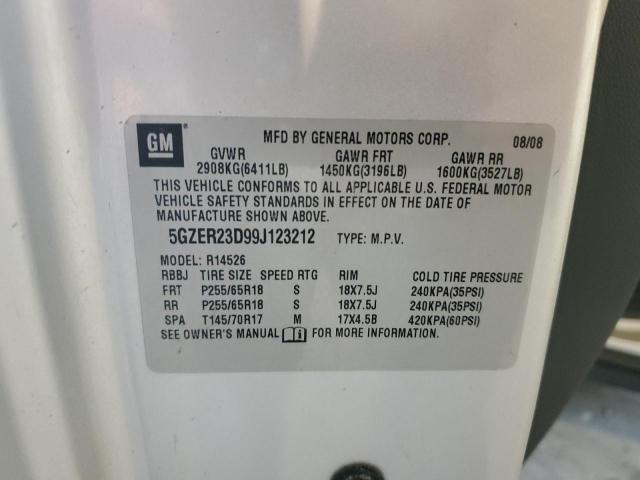 GM ® MFD BY GENERAL MOTORS CORP. 08/08
GVWR GAWR FRT GAWR RR
2908KG(6411LB) 1450KG(3196LB) 1600KG(3527LB)
THIS VEHICLE CONFORMS TO ALL APPLICABLE U.S. FEDERAL MOTOR
VEHICLE SAFETY STANDARDS IN EFFECT ON THE DATE OF
MANUFACTURE SHOWN ABOVE.
5GZER23D99J123212 TYPE: M.P.V.
MODEL: R14526
RBBJ TIRE SIZE SPEED RTG RIM COLD TIRE PRESSURE
FRT P255/65R18 S 18X7.5J 240KPA(35PSI)
RR P255/65R18 S 18X7.5J 240KPA(35PSI)
SPA T145/70R17 M 17X4.5B 420KPA(60PSI)
SEE OWNER'S MANUAL i FOR MORE INFORMATION.